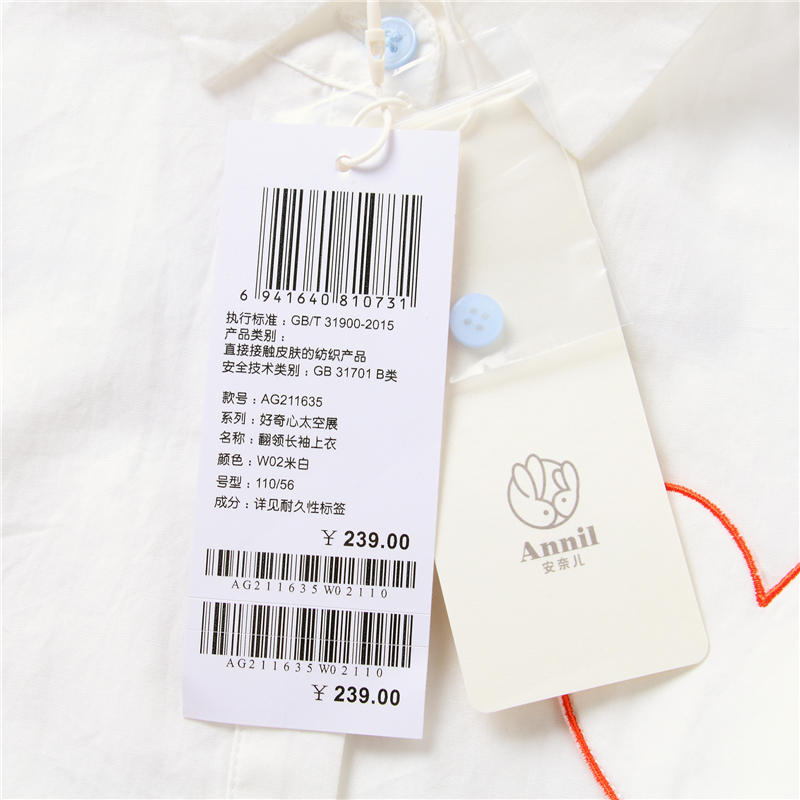 6 941640 810731
执行标准：GB/T 31900-2015
产品类别：
直接接触皮肤的纺织产品
安全技术类别：GB 31701 B类
款号：AG211635
系列：好奇心太空展
名称：翻领长袖上衣
颜色：W02米白
号型：110/56
成分：详见耐久性标签
¥ 239.00
AG211635W02110
AG211635W02110
¥ 239.00
Annil
安奈儿